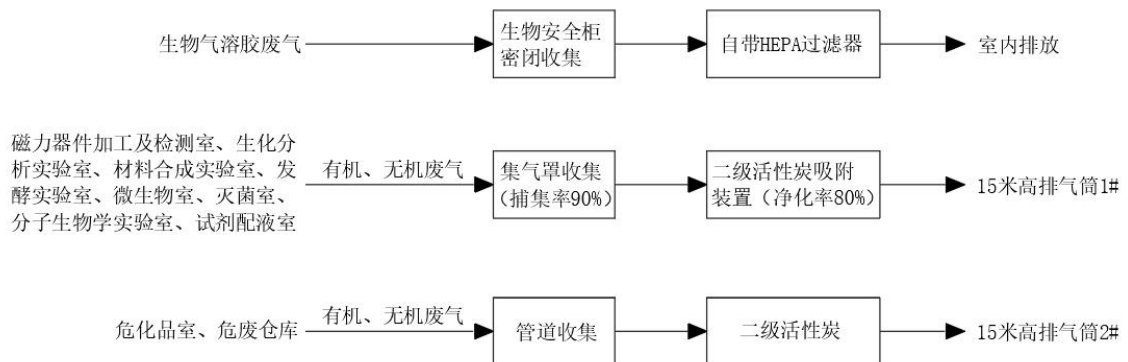 生物气溶胶废气
生物安全柜
密闭收集
自带HEPA过滤器
室内排放
磁力器件加工及检测室、生化分
析实验室、材料合成实验室、发
酵实验室、微生物室、灭菌室、
分子生物学实验室、试剂配液室
有机、无机废气
集气罩收集
（捕集率90%）
二级活性炭吸附
装置（净化率80%）
15米高排气筒1#
危化品室、危废仓库
有机、无机废气
管道收集
二级活性炭
15米高排气筒2#